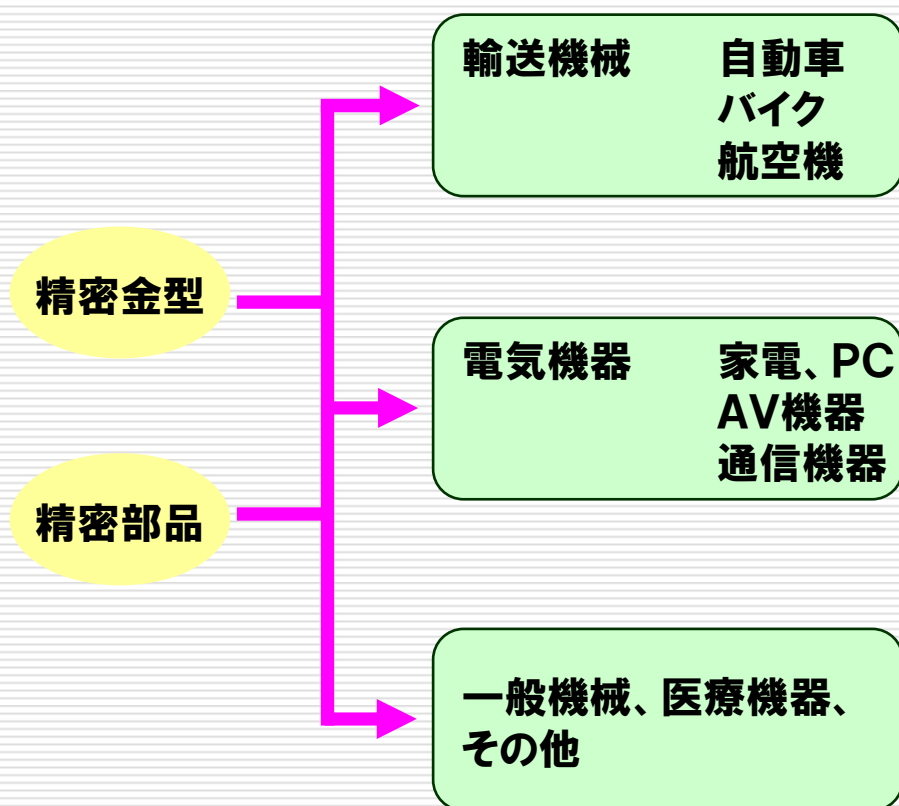 精密金型
精密部品
輸送機械 自動車
バイク
航空機
電気機器 家電、PC
AV機器
通信機器
一般機械、医療機器、
その他